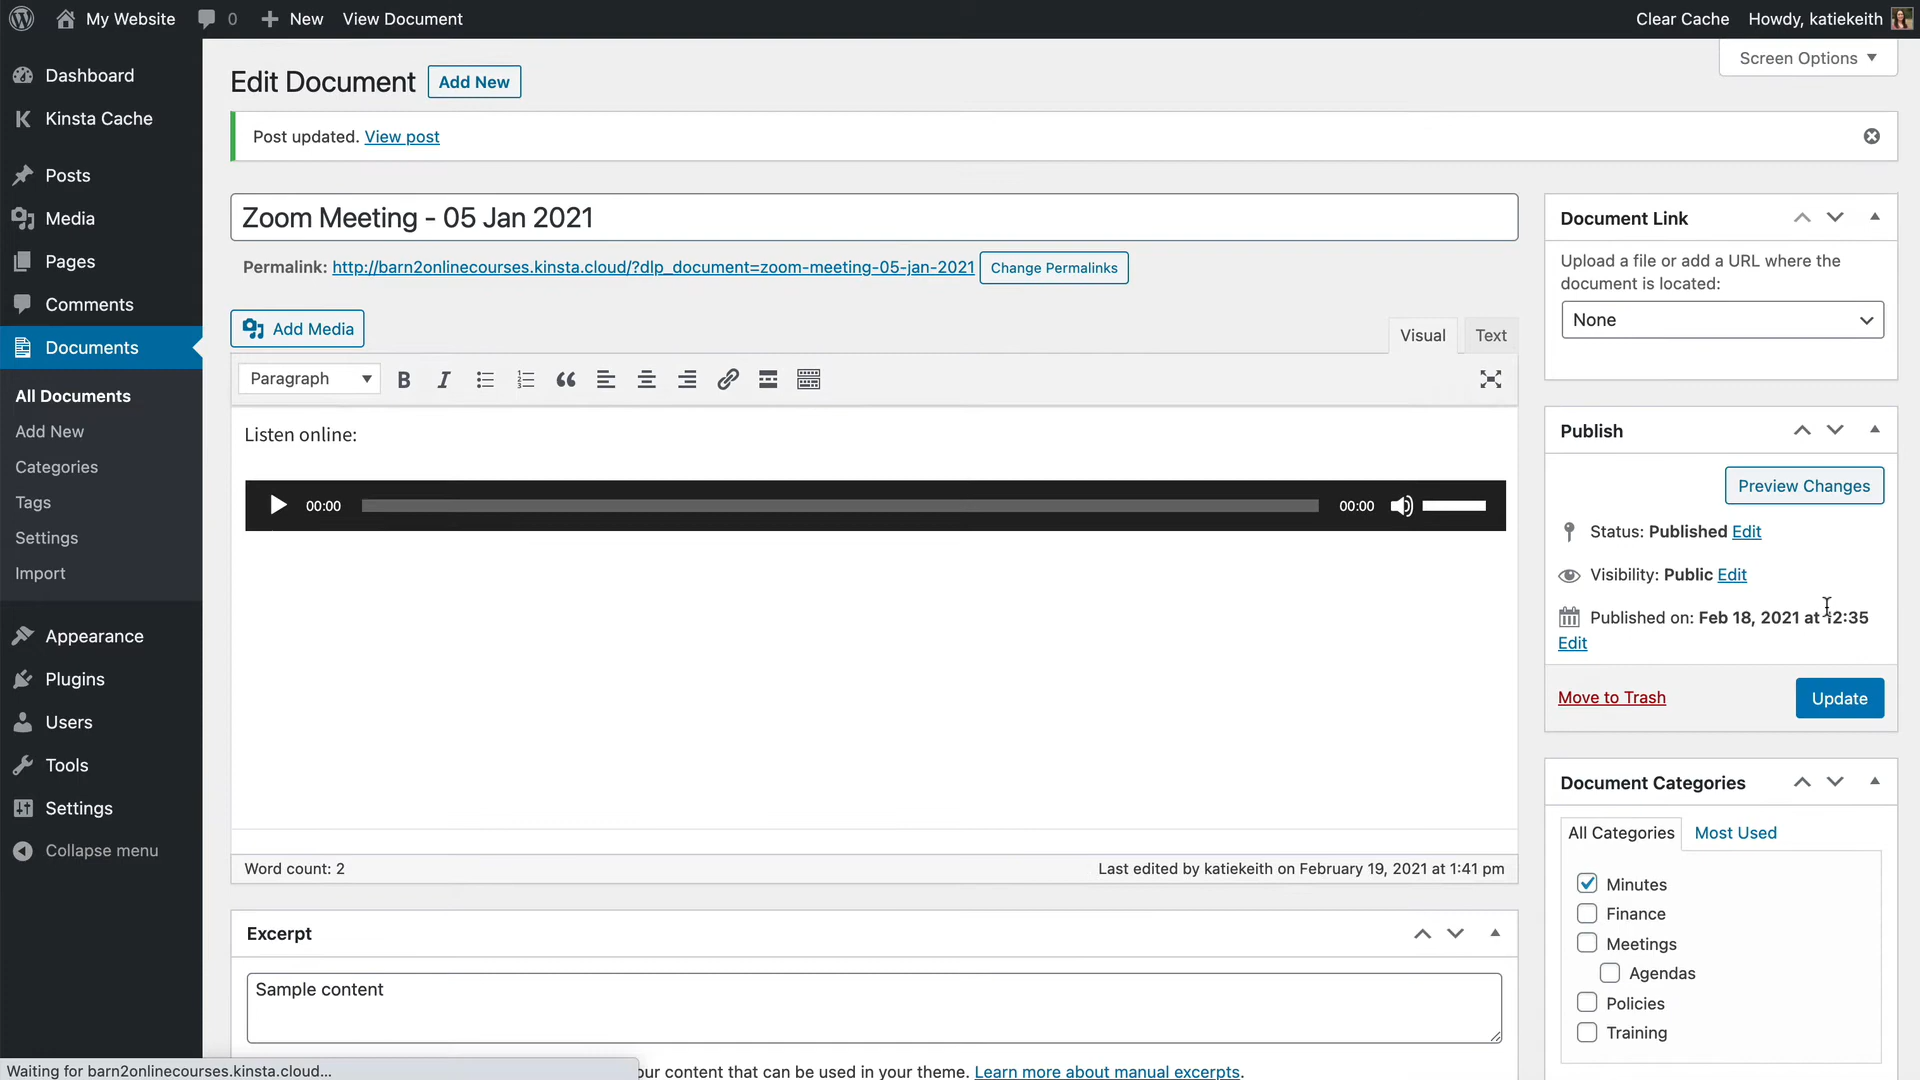 My Website
0
New
View Document
Clear Cache
Howdy, katiekeith
Dashboard
Kinsta Cache
Posts
Media
Pages
Comments
Documents
All Documents
Add New
Categories
Tags
Settings
Import
Appearance
Plugins
Users
Tools
Settings
Collapse menu
Screen Options
Edit Document
Add New
Post updated. View post
Zoom Meeting - 05 Jan 2021
Permalink: http://barn2onlinecourses.kinsta.cloud/?dlp_document=zoom-meeting-05-jan-2021
Change Permalinks
Add Media
Visual
Text
Paragraph
Listen online:
00:00
00:00
Word count: 2
Last edited by katiekeith on February 19, 2021 at 1:41 pm
Excerpt
Sample content
our content that can be used in your theme. Learn more about manual excerpts.
Document Link
Upload a file or add a URL where the
document is located:
None
Publish
Preview Changes
Status: Published Edit
Visibility: Public Edit
Published on: Feb 18, 2021 at 12:35
Edit
Move to Trash
Update
Document Categories
All Categories
Most Used
Minutes
Finance
Meetings
Agendas
Policies
Training
Waiting for barn2onlinecourses.kinsta.cloud...